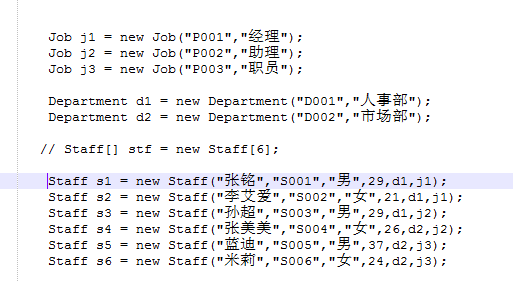 Job j1 = new Job("P001","经理");
Job j2 = new Job("P002","助理");
Job j3 = new Job("P003","职员");
Department d1 = new Department("D001","人事部");
Department d2 = new Department("D002","市场部");
// Staff[] stf = new Staff[6];
Staff s1 = new Staff("张铭","S001","男",29,d1,j1);
Staff s2 = new Staff("李艾爱","S002","女",21,d1,j1);
Staff s3 = new Staff("孙超","S003","男",29,d1,j2);
Staff s4 = new Staff("张美美","S004","女",26,d2,j2);
Staff s5 = new Staff("蓝迪","S005","男",37,d2,j3);
Staff s6 = new Staff("米莉","S006","女",24,d2,j3);